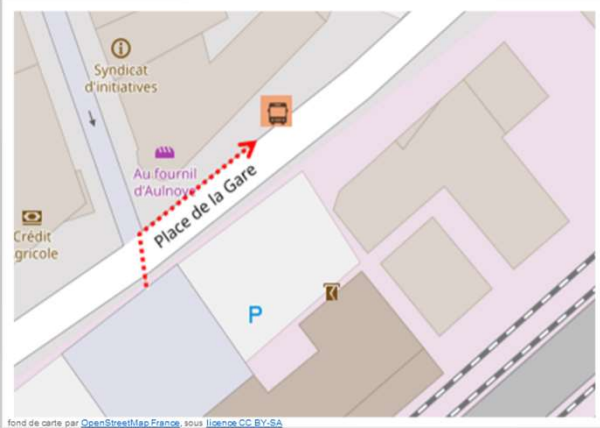 Syndicat
d'initiatives
Au fournil
d'Aulnoye
Place de la Gare
Crédit
gricole
P
fond de carte par OpenStreetMap France, sous licence CC BY-SA